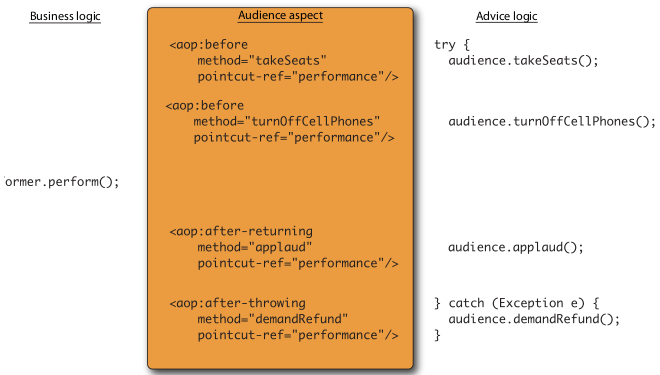 Business logic
Audience aspect
Advice logic
<aop:before
method="takeSeats"
pointcut-ref="performance"/>
try {
audience.takeSeats();
<aop:before
method="turnOffCellPhones"
pointcut-ref="performance"/>
audience.turnOffCellPhones();
ormer.perform();
<aop:after-returning
method="applaud"
pointcut-ref="performance"/>
audience.applaud();
<aop:after-throwing
method="demandRefund"
pointcut-ref="performance"/>
} catch (Exception e) {
audience.demandRefund();
}